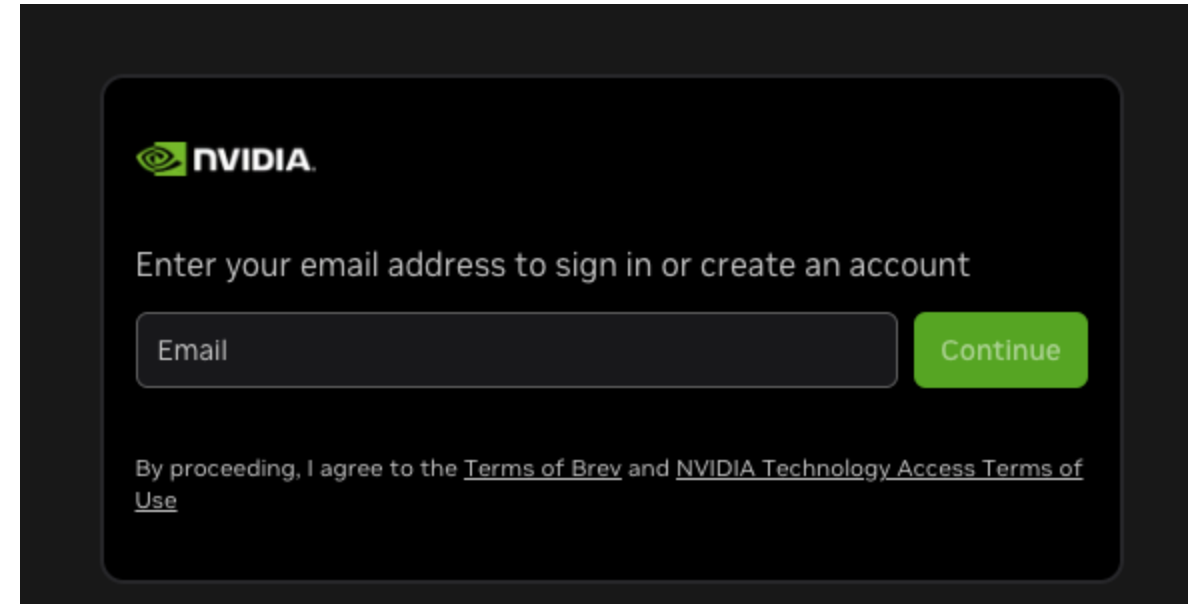 NVIDIA.
Enter your email address to sign in or create an account
Email
Continue
By proceeding, I agree to the Terms of Brev and NVIDIA Technology Access Terms of
Use